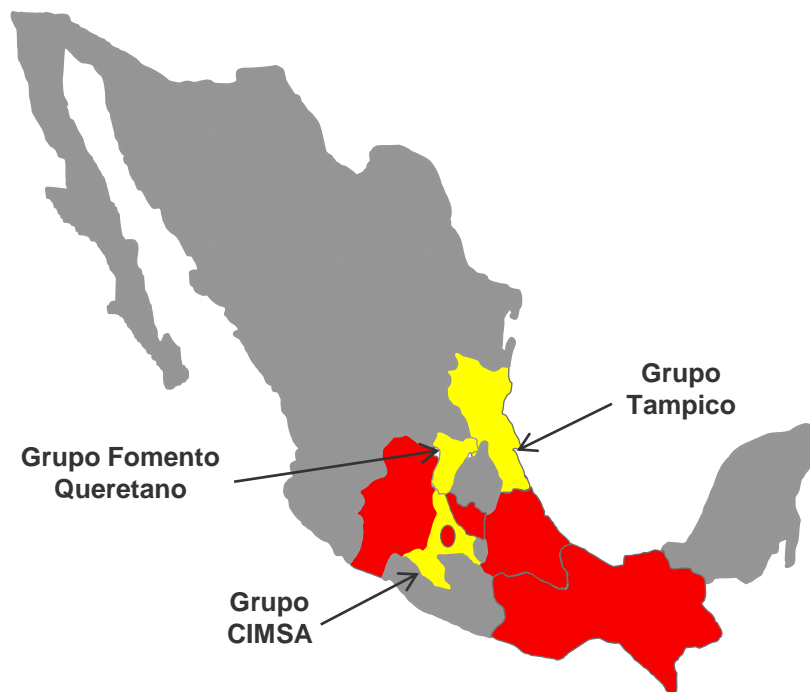 Grupo
Tampico
Grupo Fomento
Queretano
Grupo
CIMSA